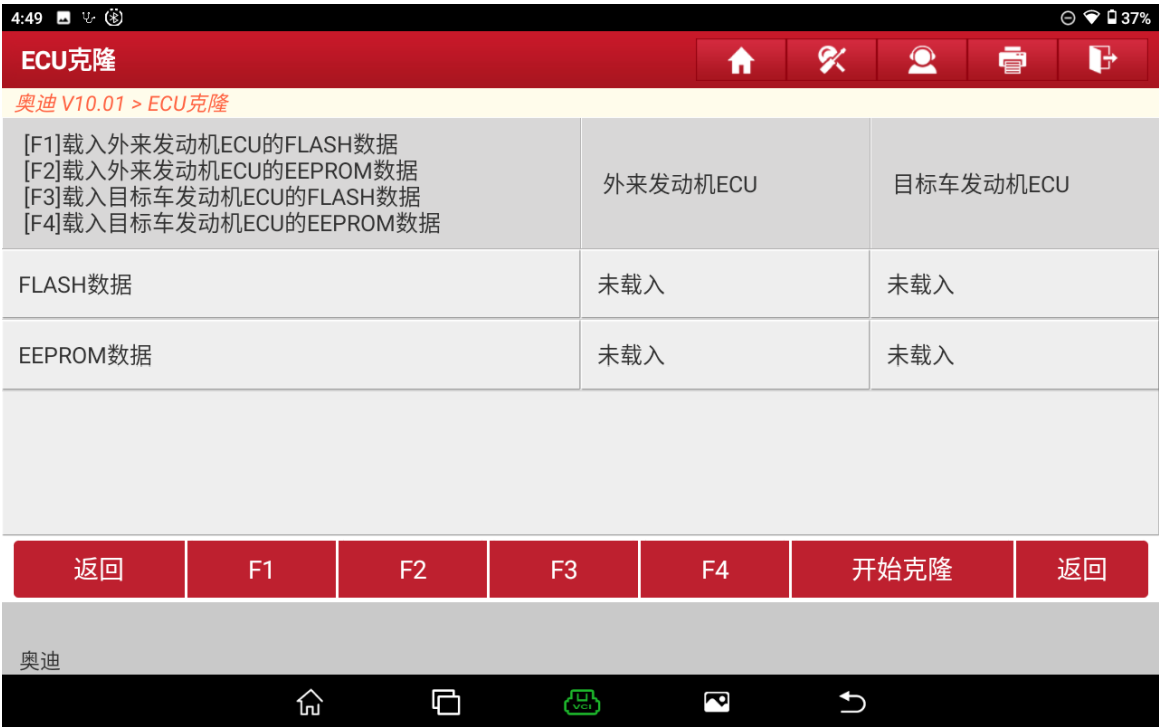 4:49
37%
ECU克隆
奥迪 V10.01 > ECU克隆
[F1]载入外来发动机ECU的FLASH数据
[F2]载入外来发动机ECU的EEPROM数据
[F3]载入目标车发动机ECU的FLASH数据
[F4]载入目标车发动机ECU的EEPROM数据
外来发动机ECU
目标车发动机ECU
FLASH数据
未载入
未载入
EEPROM数据
未载入
未载入
返回
F1
F2
F3
F4
开始克隆
返回
奥迪
VCI